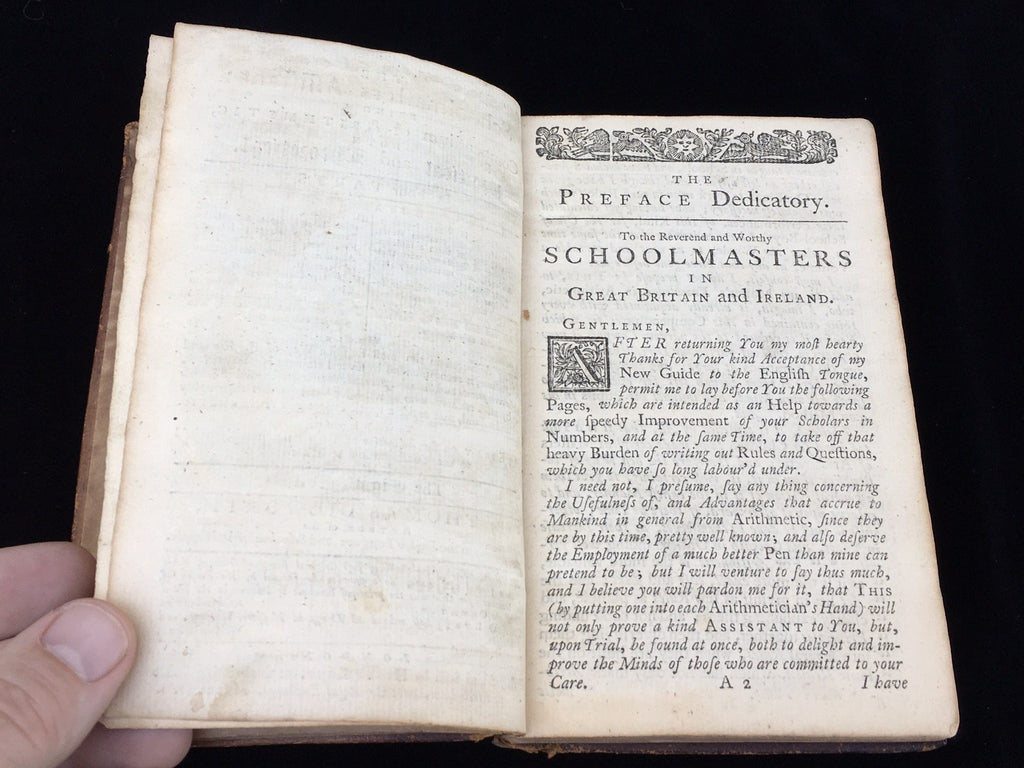 THE
PREFACE Dedicatory.
To the Reverend and Worthy
SCHOOLMASTERS
IN
GREAT BRITAIN and IRELAND.
GENTLEMEN,
AFTER returning You my moſt hearty
Thanks for Your kind Acceptance of my
New Guide to the Engliſh Tongue,
permit me to lay before You the following
Pages, which are intended as an Help towards a
more ſpeedy Improvement of your Scholars in
Numbers, and at the ſame Time, to take off that
heavy Burden of writing out Rules and Queſtions,
which you have ſo long labour'd under.
I need not, I preſume, ſay any thing concerning
the Uſefulneſs of, and Advantages that accrue to
Mankind in general from Arithmetic, ſince they
are by this time, pretty well known; and alſo deſerve
the Employment of a much better Pen than mine can
pretend to be; but I will venture to ſay thus much,
and I believe you will pardon me for it, that THIS
(by putting one into each Arithmetician's Hand) will
not only prove a kind ASSISTANT to You, but,
upon Trial, be found at once, both to delight and im-
prove the Minds of thoſe who are committed to your
Care. A 2 I have